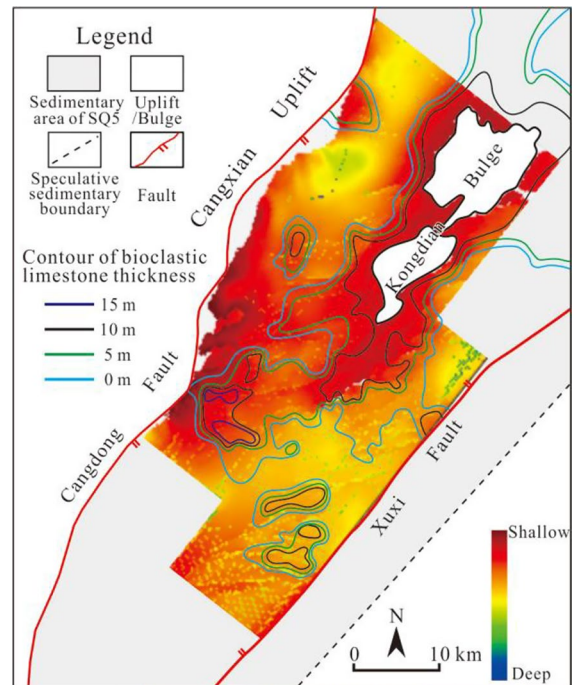 Legend
Sedimentary
area of SQ5
Uplift
/Bulge
Speculative
sedimentary
boundary
Fault
Contour of bioclastic
limestone thickness
15 m
10 m
5 m
0 m
Cangxian Uplift
Kongdian Bulge
Cangdong Fault
Xuxi Fault
Shallow
Deep
N
0 10 km